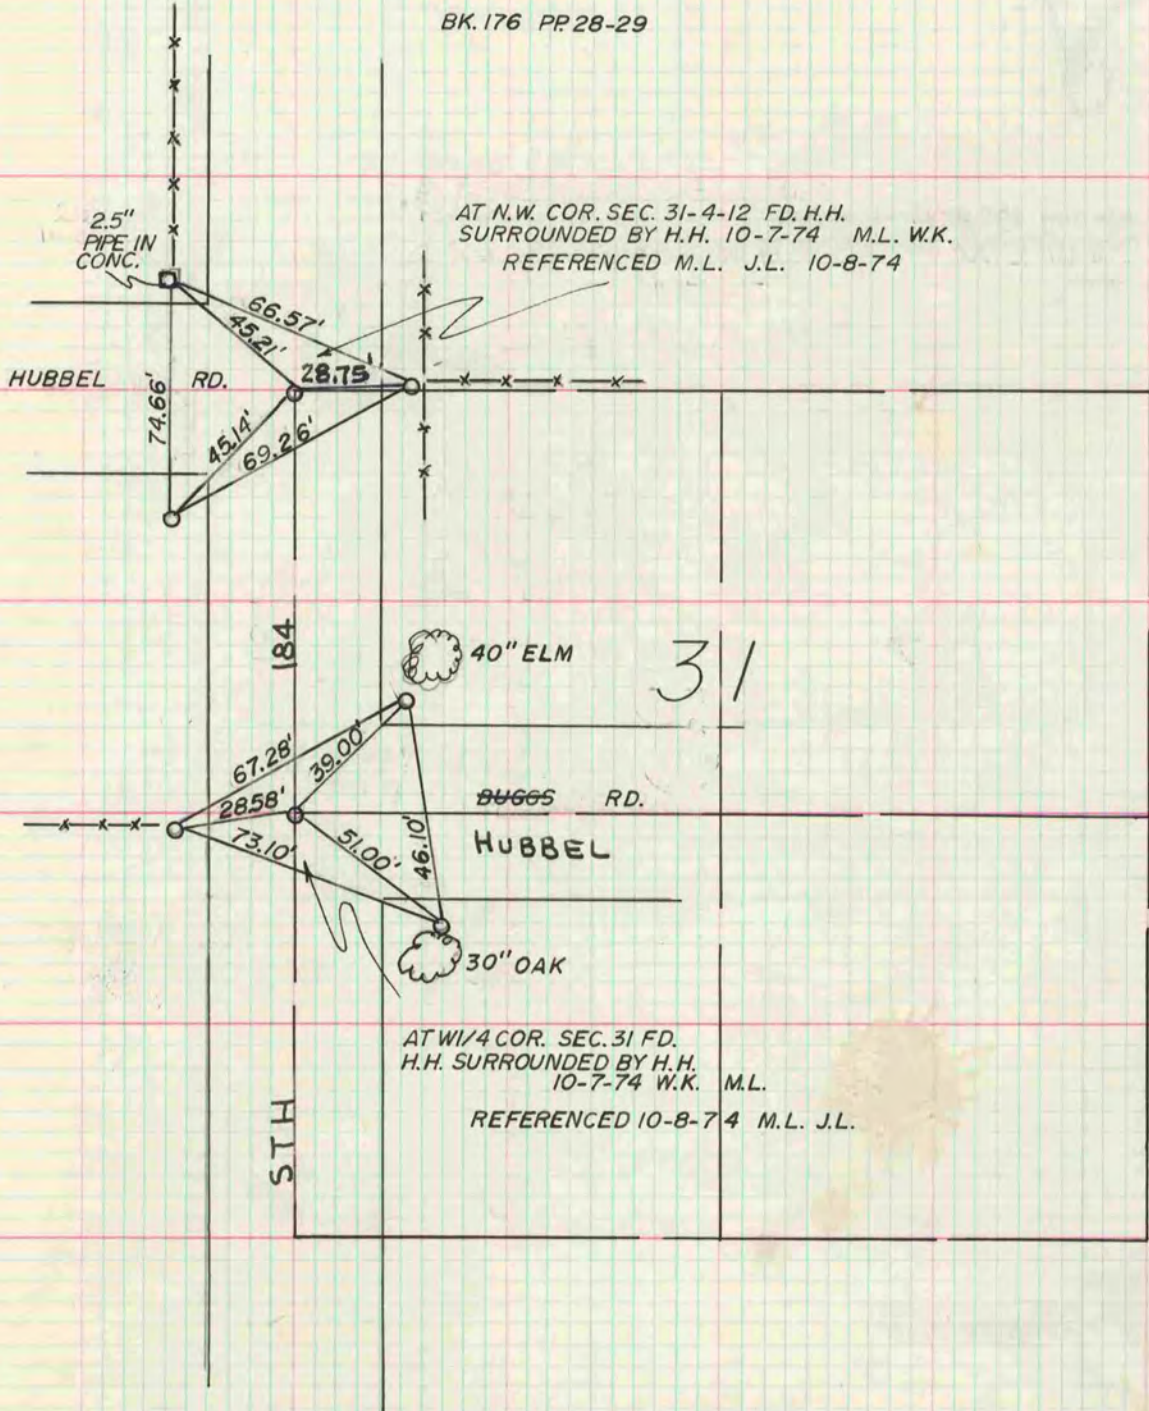 BK. 176 PP. 28-29
AT N.W. COR. SEC. 31-4-12 FD. H.H.
SURROUNDED BY H.H. 10-7-74 M.L. W.K.
REFERENCED M.L. J.L. 10-8-74
2.5"
PIPE IN
CONC.
66.57'
45.21'
28.75'
HUBBEL RD.
74.66'
45.14'
69.26'
184
40" ELM
31
67.28'
39.00'
28.58'
BUGGS RD.
HUBBEL
73.10'
51.00'
46.10'
30" OAK
AT W1/4 COR. SEC. 31 FD.
H.H. SURROUNDED BY H.H.
10-7-74 W.K. M.L.
REFERENCED 10-8-74 M.L. J.L.
STH